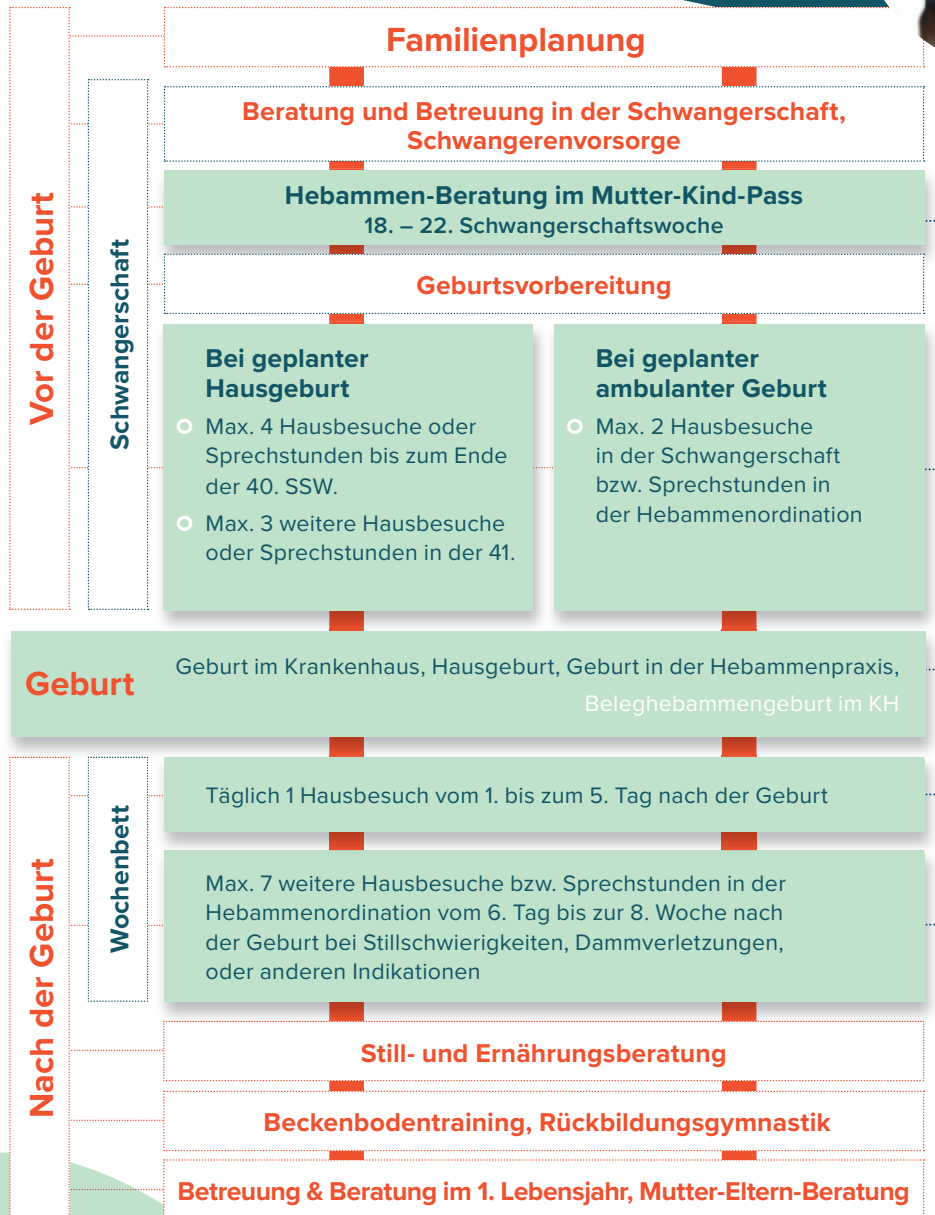 Vor der Geburt
Schwangerschaft
Familienplanung
Beratung und Betreuung in der Schwangerschaft,
Schwangerenvorsorge
Hebammen-Beratung im Mutter-Kind-Pass
18. – 22. Schwangerschaftswoche
Geburtsvorbereitung
Bei geplanter
Hausgeburt
Max. 4 Hausbesuche oder
Sprechstunden bis zum Ende
der 40. SSW.
Max. 3 weitere Hausbesuche
oder Sprechstunden in der 41.
Bei geplanter
ambulanter Geburt
Max. 2 Hausbesuche
in der Schwangerschaft
bzw. Sprechstunden in
der Hebammenordination
Geburt
Geburt im Krankenhaus, Hausgeburt, Geburt in der Hebammenpraxis,
Beleghebammengeburt im KH
Nach der Geburt
Wochenbett
Täglich 1 Hausbesuch vom 1. bis zum 5. Tag nach der Geburt
Max. 7 weitere Hausbesuche bzw. Sprechstunden in der
Hebammenordination vom 6. Tag bis zur 8. Woche nach
der Geburt bei Stillschwierigkeiten, Dammverletzungen,
oder anderen Indikationen
Still- und Ernährungsberatung
Beckenbodentraining, Rückbildungsgymnastik
Betreuung & Beratung im 1. Lebensjahr, Mutter-Eltern-Beratung